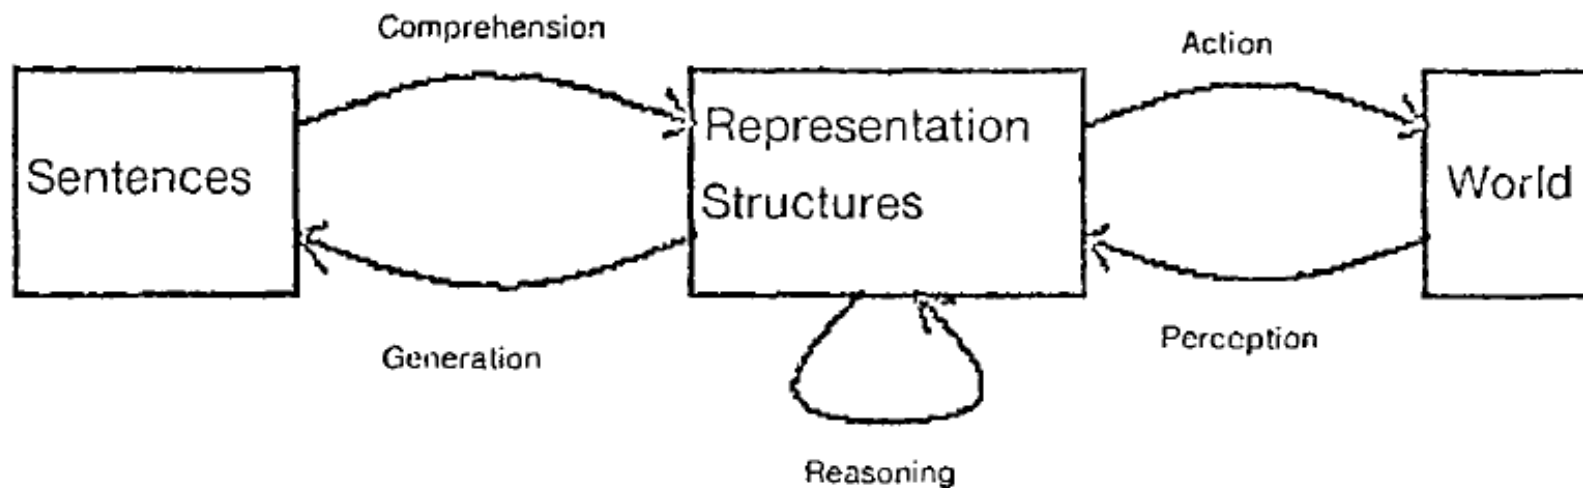 Comprehension
Action
Sentences
Representation
Structures
World
Generation
Perception
Reasoning